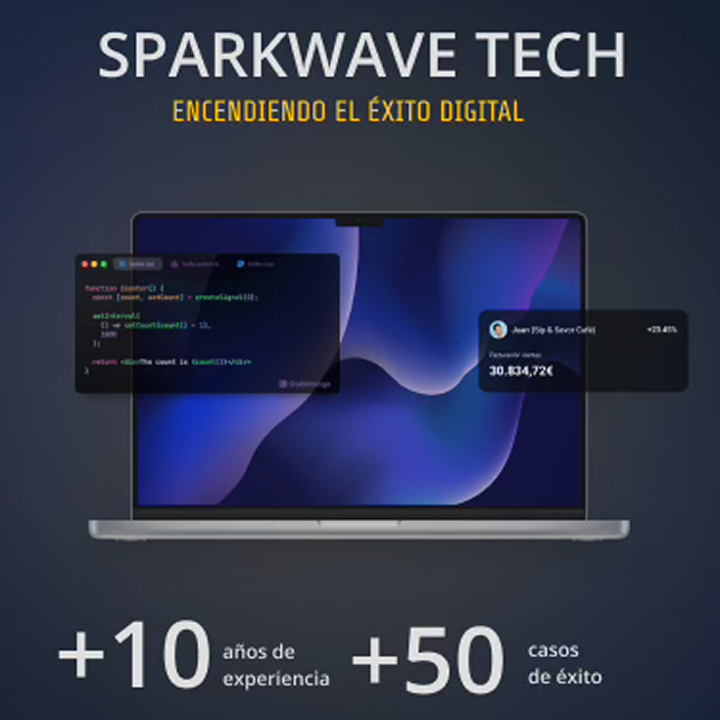 SPARKWAVE TECH
ENCENDIENDO EL ÉXITO DIGITAL
function Counter() {
const [count, setCount] = createSignal(0);
setInterval(
() => setCount(count() + 1),
1000
);
return <div>The count is {count()}</div>
}
@codeimage
Juan (Sip & Savor Café)
+23.45%
Facturación ventas
30.834,72€
+10 años de
experiencia
+50 casos
de éxito